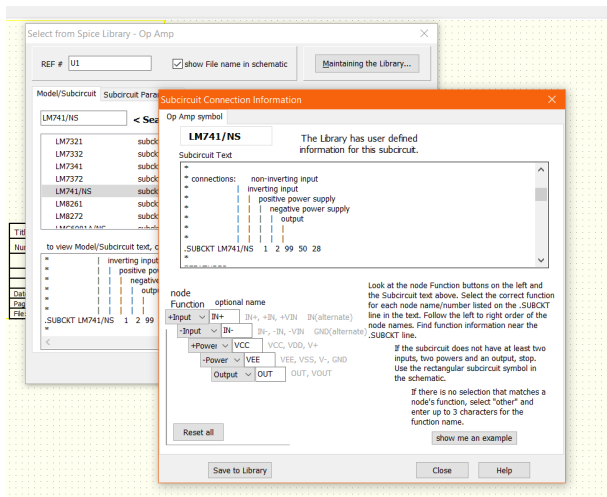 Select from Spice Library - Op Amp
REF # U1
show File name in schematic
Maintaining the Library...
Model/Subcircuit Subcircuit Para
LM741/NS < Sea
LM7321 subck
LM7332 subck
LM7341 subck
LM7372 subck
LM741/NS subck
LM8261 subck
LM8272 subck
to view Model/Subcircuit text, c
* | inverting inpu
* | | positive pow
* | | | negative
* | | | | output
* | | | | |
* | | | | |
.SUBCKT LM741/NS 1 2 99
Titl
Num
Date
Pag
File:
Subcircuit Connection Information
Op Amp symbol
LM741/NS
The Library has user defined
information for this subcircuit.
Subcircuit Text
*
* connections: non-inverting input
* | inverting input
* | | positive power supply
* | | | negative power supply
* | | | | output
* | | | | |
* | | | | |
.SUBCKT LM741/NS 1 2 99 50 28
*
node
Function optional name
+Input IN+ IN+, +IN, +VIN IN(alternate)
-Input IN- IN-, -IN, -VIN GND(alternate)
+Power VCC VCC, VDD, V+
-Power VEE VEE, VSS, V-, GND
Output OUT OUT, VOUT
Reset all
Look at the node Function buttons on the left and
the Subcircuit text above. Select the correct function
for each node name/number listed on the .SUBCKT
line in the text. Follow the left to right order of the
node names. Find function information near the
.SUBCKT line.
If the subcircuit does not have at least two
inputs, two powers and an output, stop.
Use the rectangular subcircuit symbol in
the schematic.
If there is no selection that matches a
node's function, select "other" and
enter up to 3 characters for the
function name.
show me an example
Save to Library
Close
Help